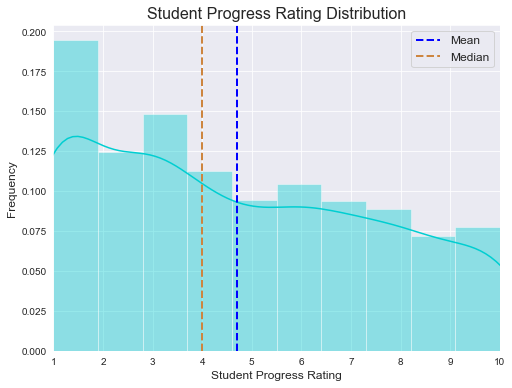 Student Progress Rating Distribution
Mean
Median
0.200
0.175
0.150
0.125
0.100
0.075
0.050
0.025
0.000
Frequency
1 2 3 4 5 6 7 8 9 10
Student Progress Rating